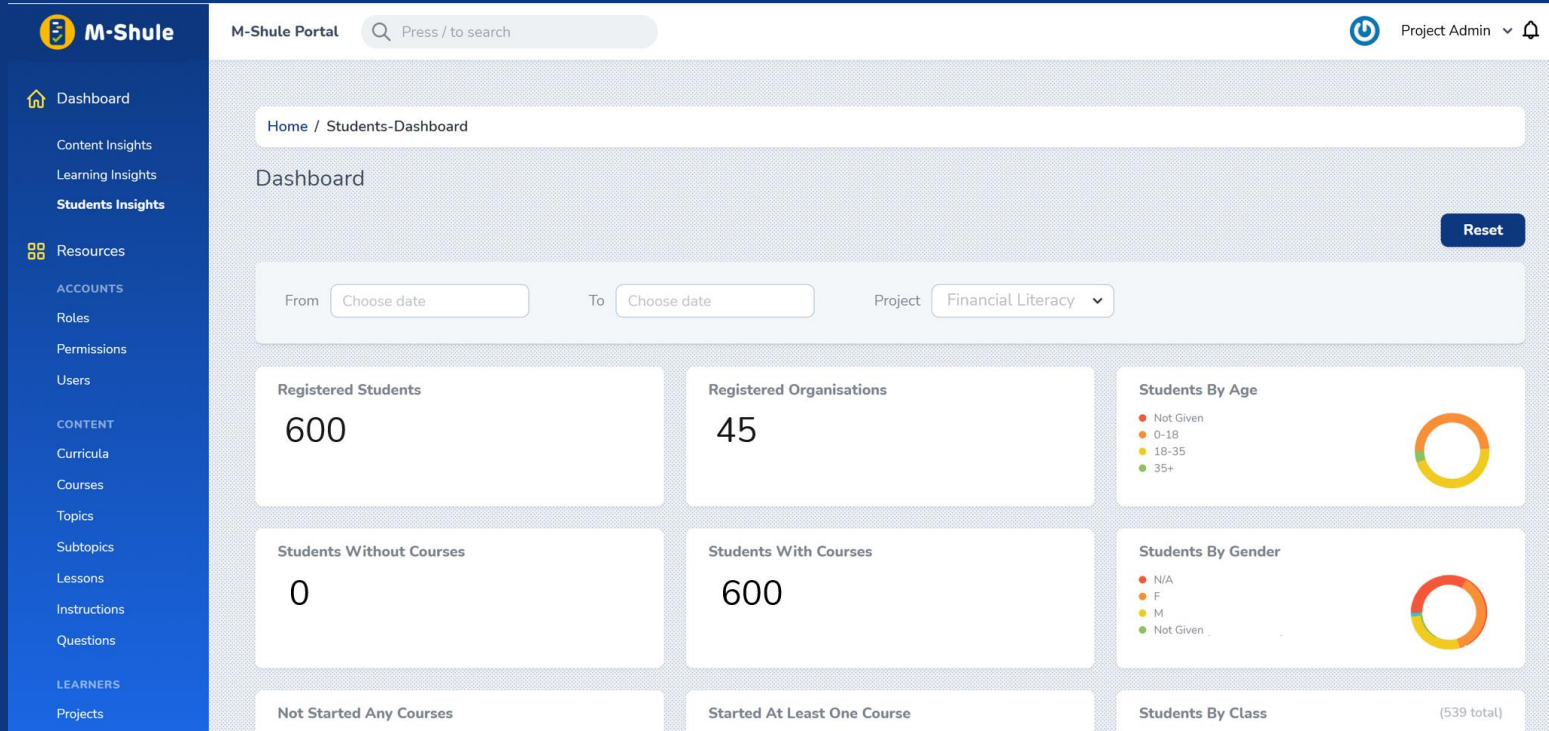 M-Shule
M-Shule Portal
Press / to search
Project Admin
Dashboard
Content Insights
Learning Insights
Students Insights
Resources
ACCOUNTS
Roles
Permissions
Users
CONTENT
Curricula
Courses
Topics
Subtopics
Lessons
Instructions
Questions
LEARNERS
Projects
Home / Students-Dashboard
Dashboard
Reset
From Choose date To Choose date Project Financial Literacy
Registered Students
600
Registered Organisations
45
Students By Age
Not Given
0-18
18-35
35+
Students Without Courses
0
Students With Courses
600
Students By Gender
N/A
F
M
Not Given
Not Started Any Courses
Started At Least One Course
Students By Class (539 total)